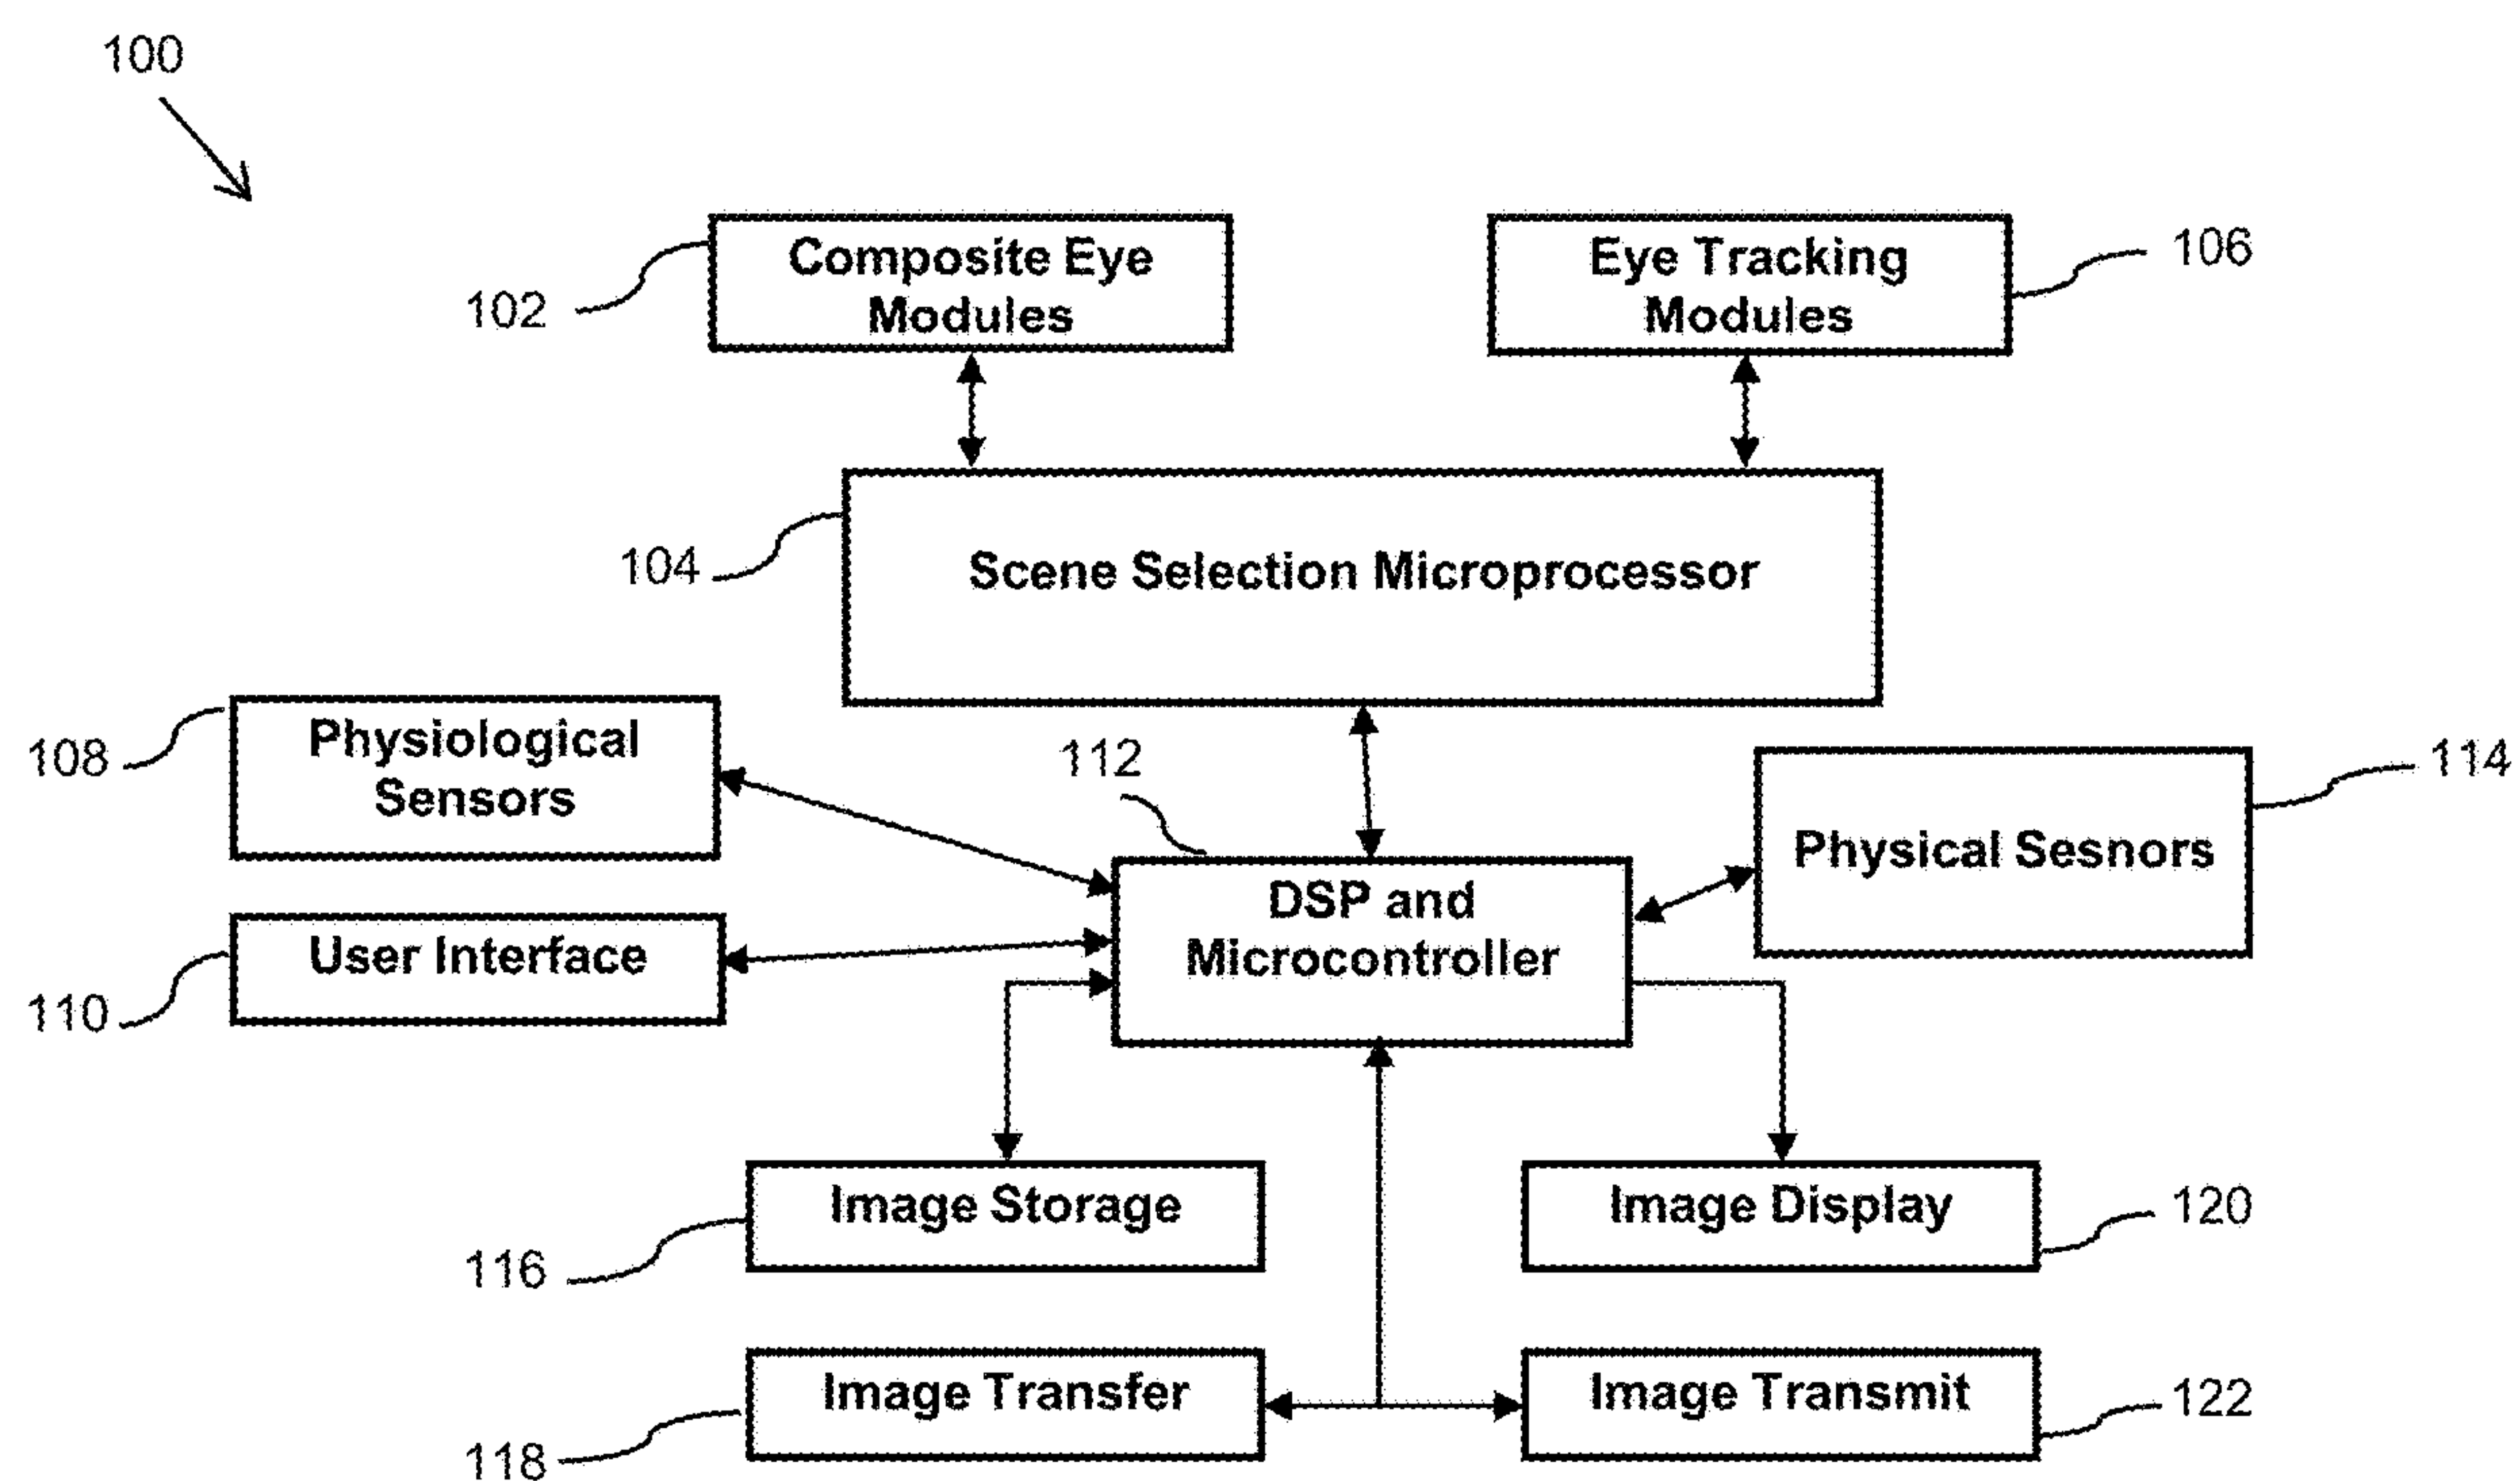 100
Composite Eye
Modules
102
Eye Tracking
Modules
106
Scene Selection Microprocessor
104
Physiological
Sensors
108
112
114
Physical Sesnors
DSP and
Microcontroller
User Interface
110
Image Storage
116
Image Display
120
Image Transfer
118
Image Transmit
122